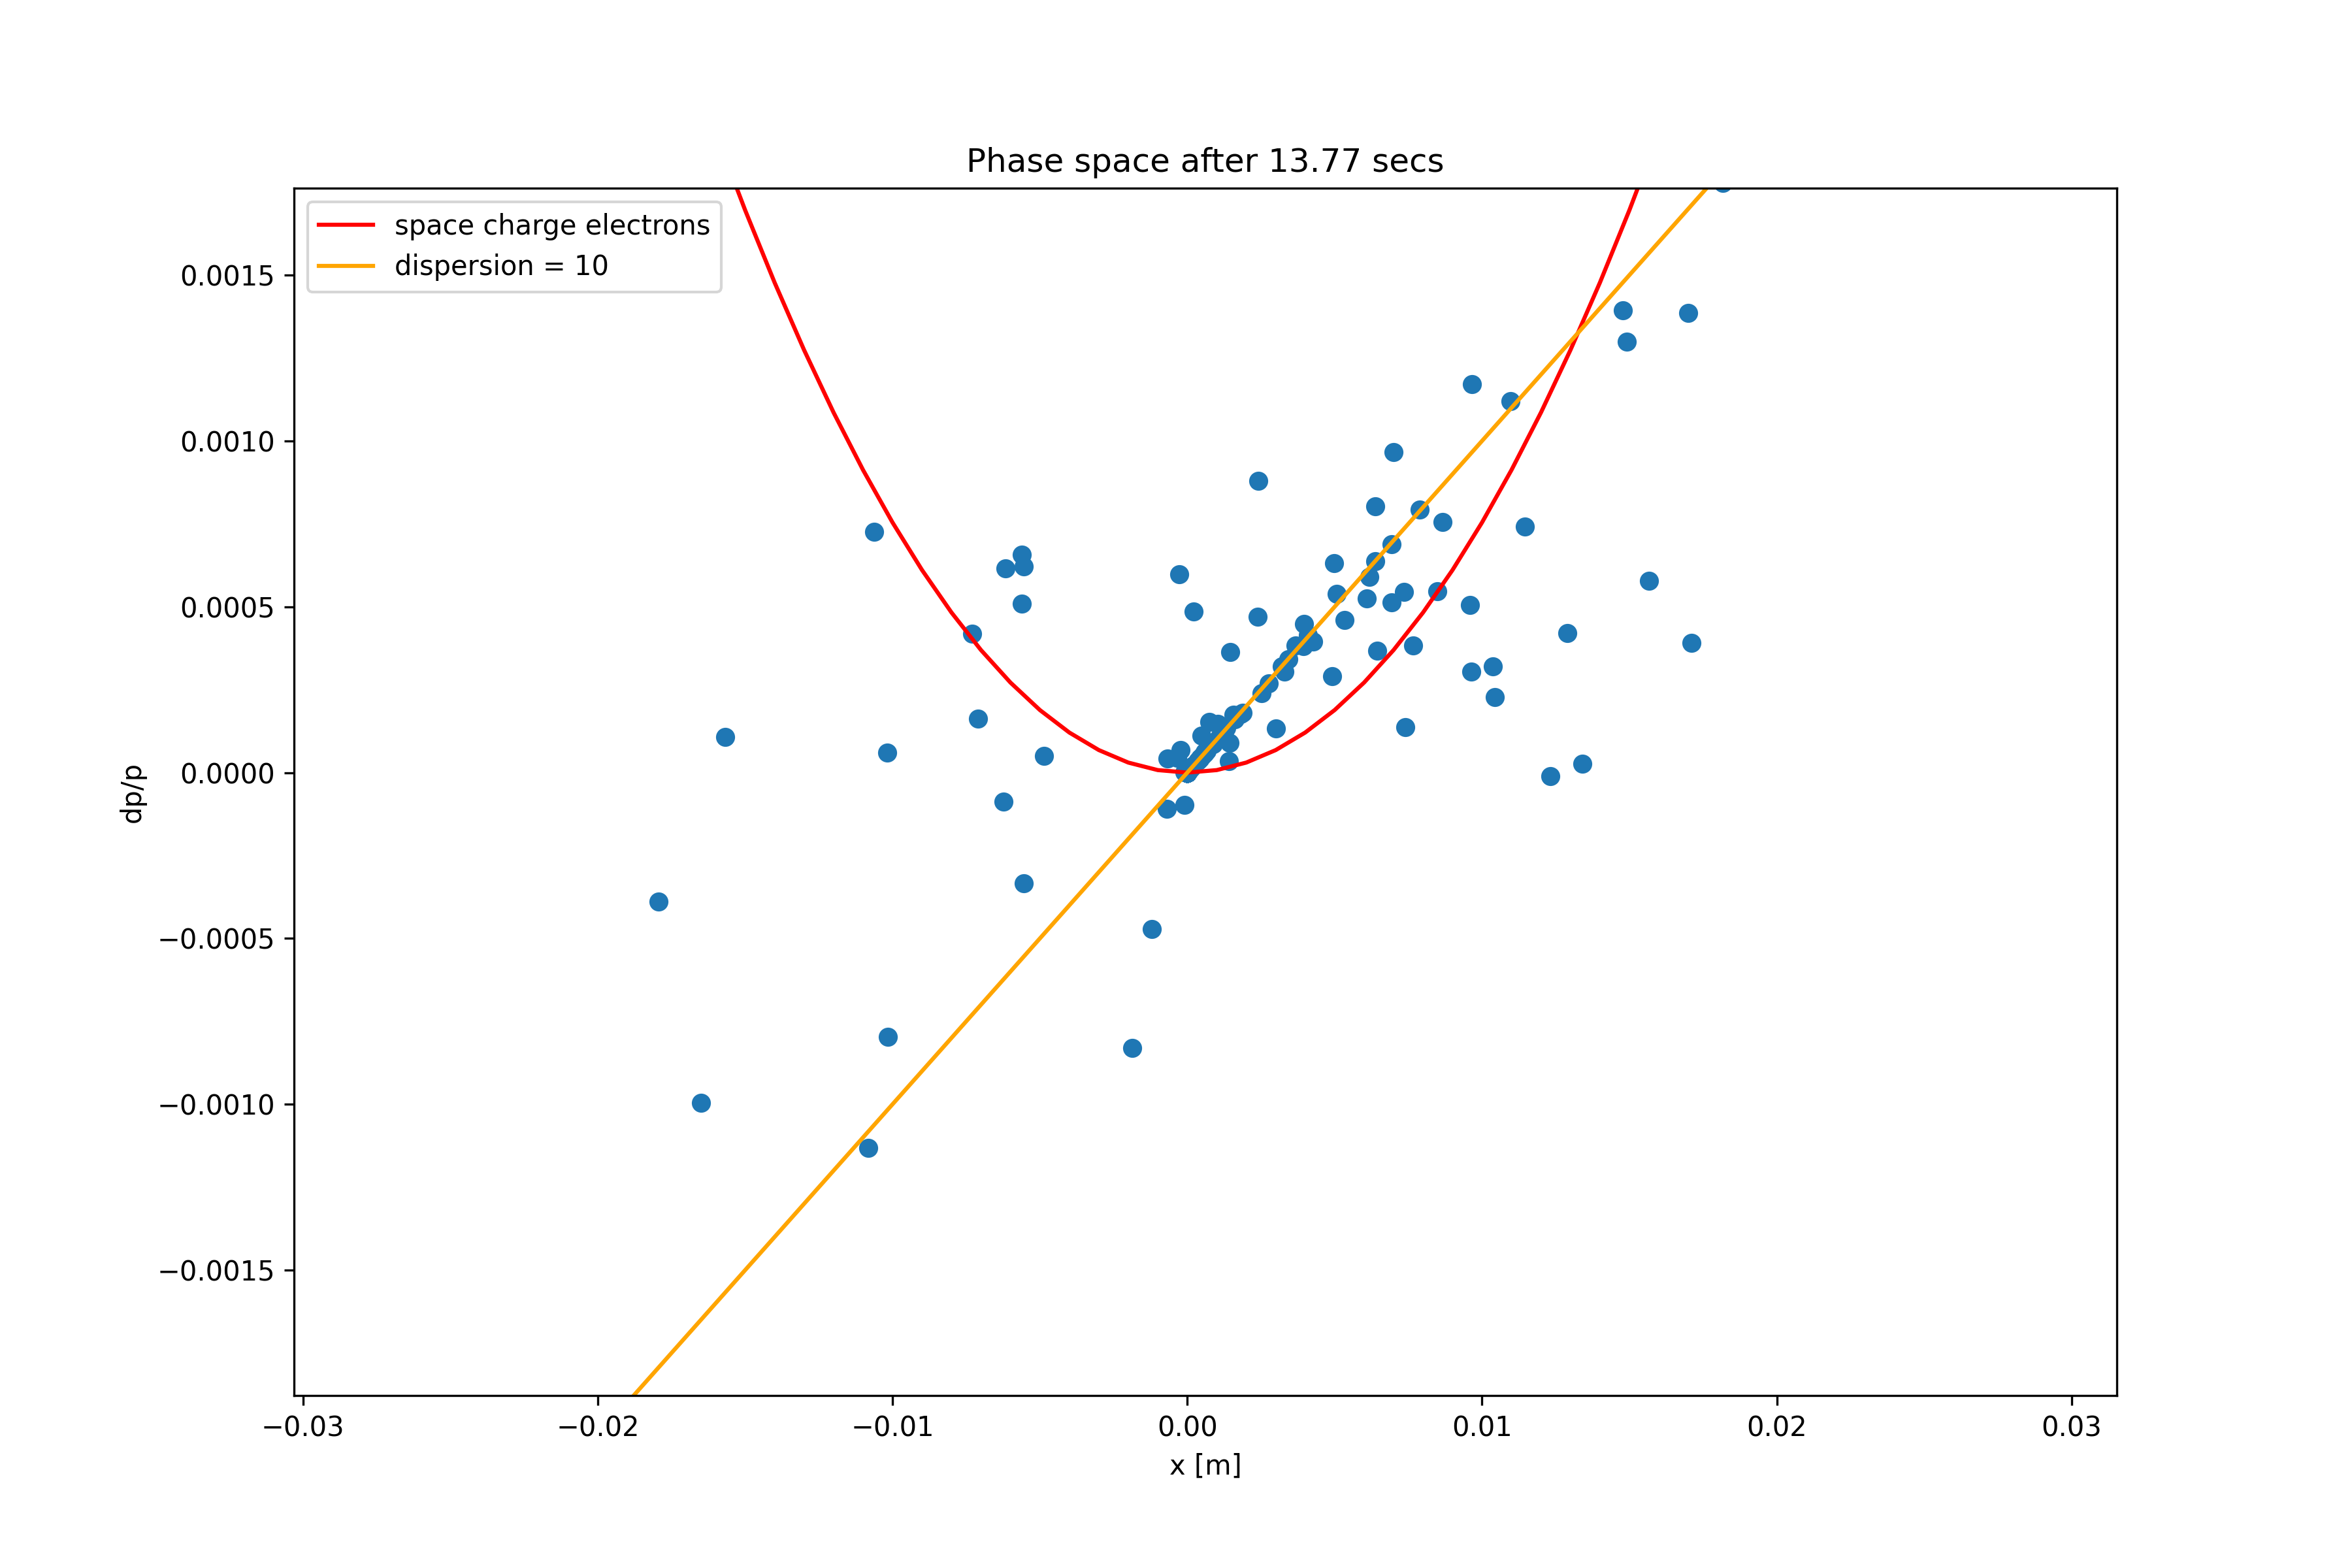 Phase space after 13.77 secs
space charge electrons
dispersion = 10
0.0015
0.0010
0.0005
0.0000
−0.0005
−0.0010
−0.0015
dp/p
−0.03
−0.02
−0.01
0.00
0.01
0.02
0.03
x [m]